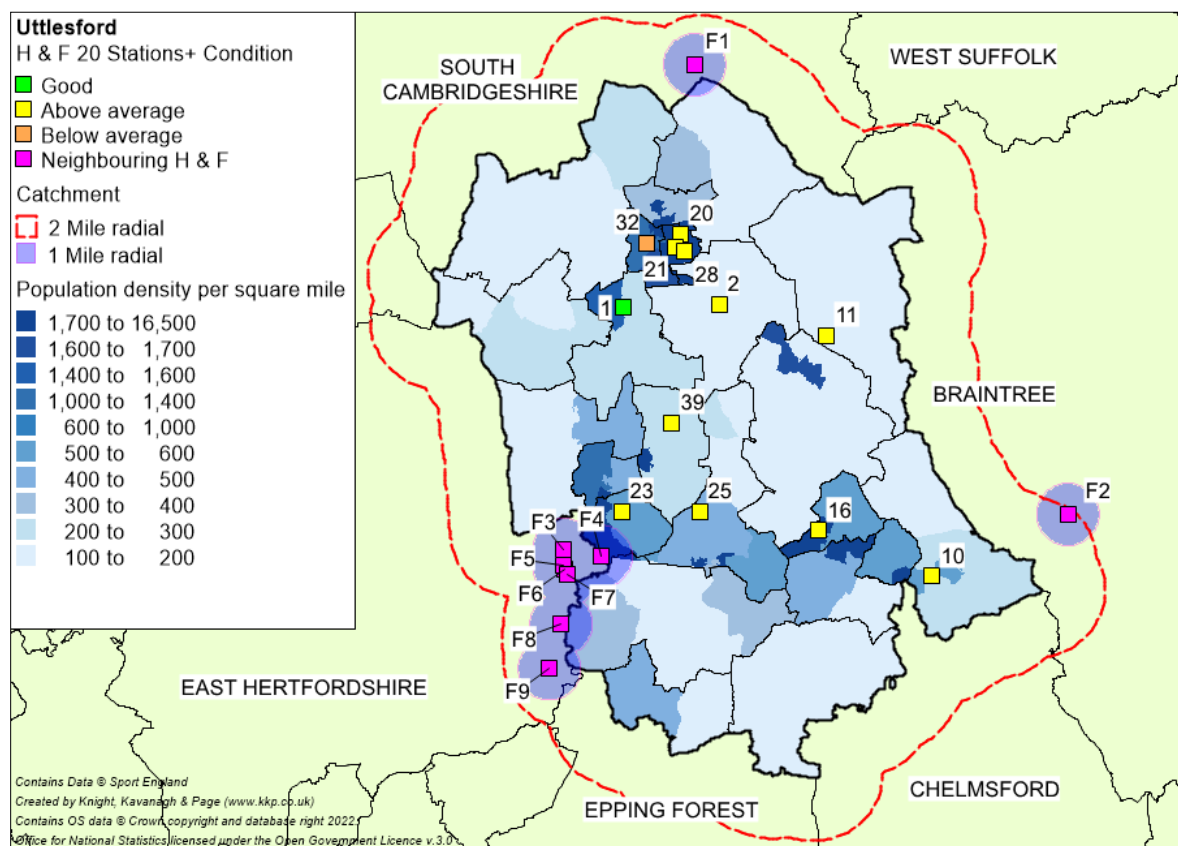 Uttlesford
H & F 20 Stations+ Condition
Good
Above average
Below average
Neighbouring H & F
Catchment
2 Mile radial
1 Mile radial
Population density per square mile
1,700 to 16,500
1,600 to 1,700
1,400 to 1,600
1,000 to 1,400
600 to 1,000
500 to 600
400 to 500
300 to 400
200 to 300
100 to 200
F1
WEST SUFFOLK
SOUTH
CAMBRIDGESHIRE
20
32
21
28
2
1
11
BRAINTREE
39
23
25
16
F2
F3
F4
F5
F6
F7
10
F8
F9
EAST HERTFORDSHIRE
CHELMSFORD
EPPING FOREST
Contains Data © Sport England
Created by Knight, Kavanagh & Page (www.kkp.co.uk)
Contains OS data © Crown copyright and database right 2022.
Office for National Statistics licensed under the Open Government Licence v.3.0